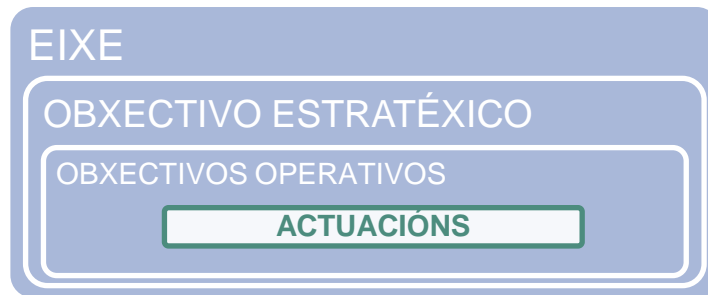 EIXE
OBXECTIVO ESTRATÉXICO
OBXECTIVOS OPERATIVOS
ACTUACIÓNS